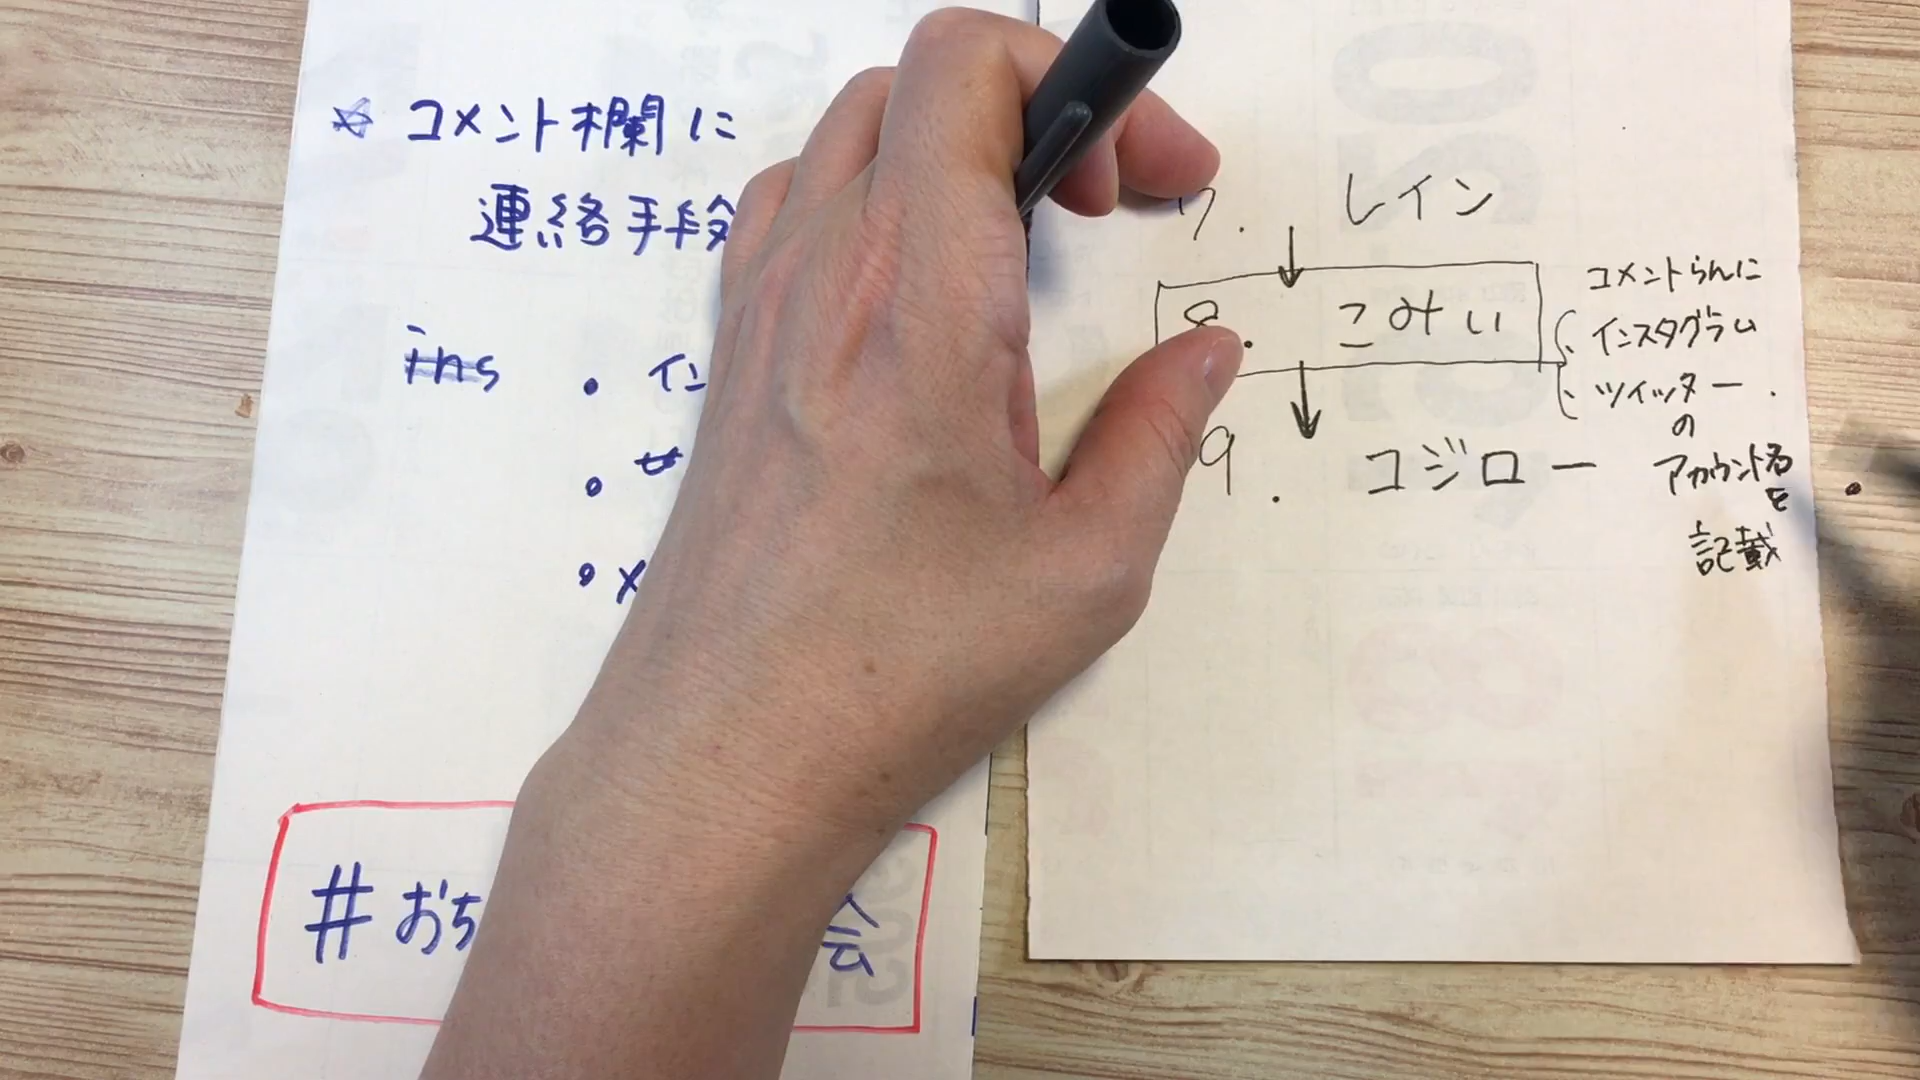 コメント欄に
連絡手段
ins
・イン
・
・メ
#おち
会
7. レイン
↓
8. こみぃ
↓
9. コジロー
コメントらんに
インスタグラム
ツイッター
の
アカウント名
を
記載